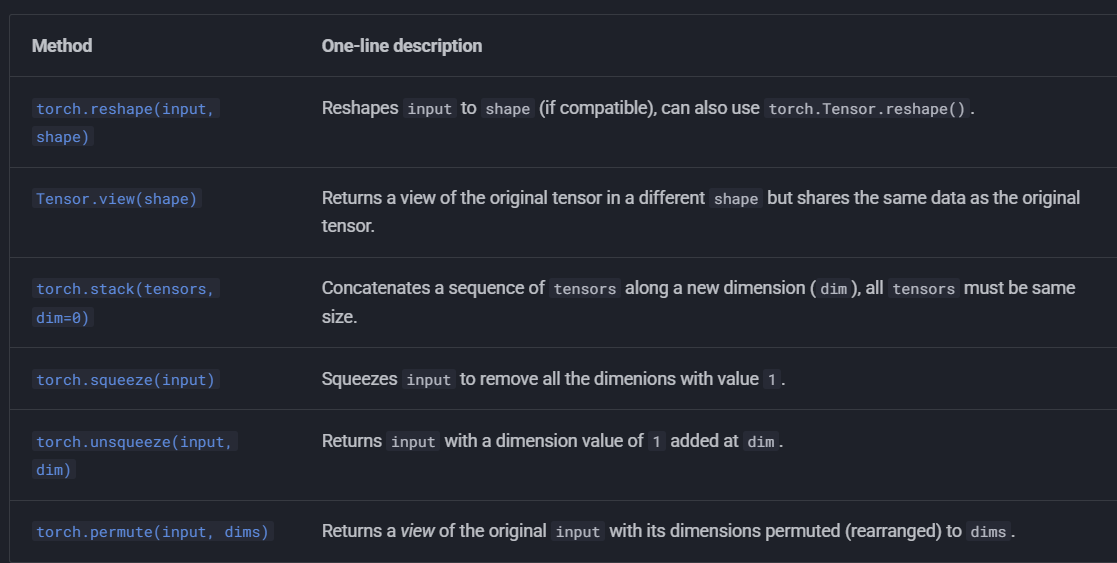 Method One-line description
torch.reshape(input, shape) Reshapes input to shape (if compatible), can also use torch.Tensor.reshape().
Tensor.view(shape) Returns a view of the original tensor in a different shape but shares the same data as the original
tensor.
torch.stack(tensors, dim=0) Concatenates a sequence of tensors along a new dimension ( dim ), all tensors must be same
size.
torch.squeeze(input) Squeezes input to remove all the dimenions with value 1.
torch.unsqueeze(input, dim) Returns input with a dimension value of 1 added at dim.
torch.permute(input, dims) Returns a view of the original input with its dimensions permuted (rearranged) to dims.